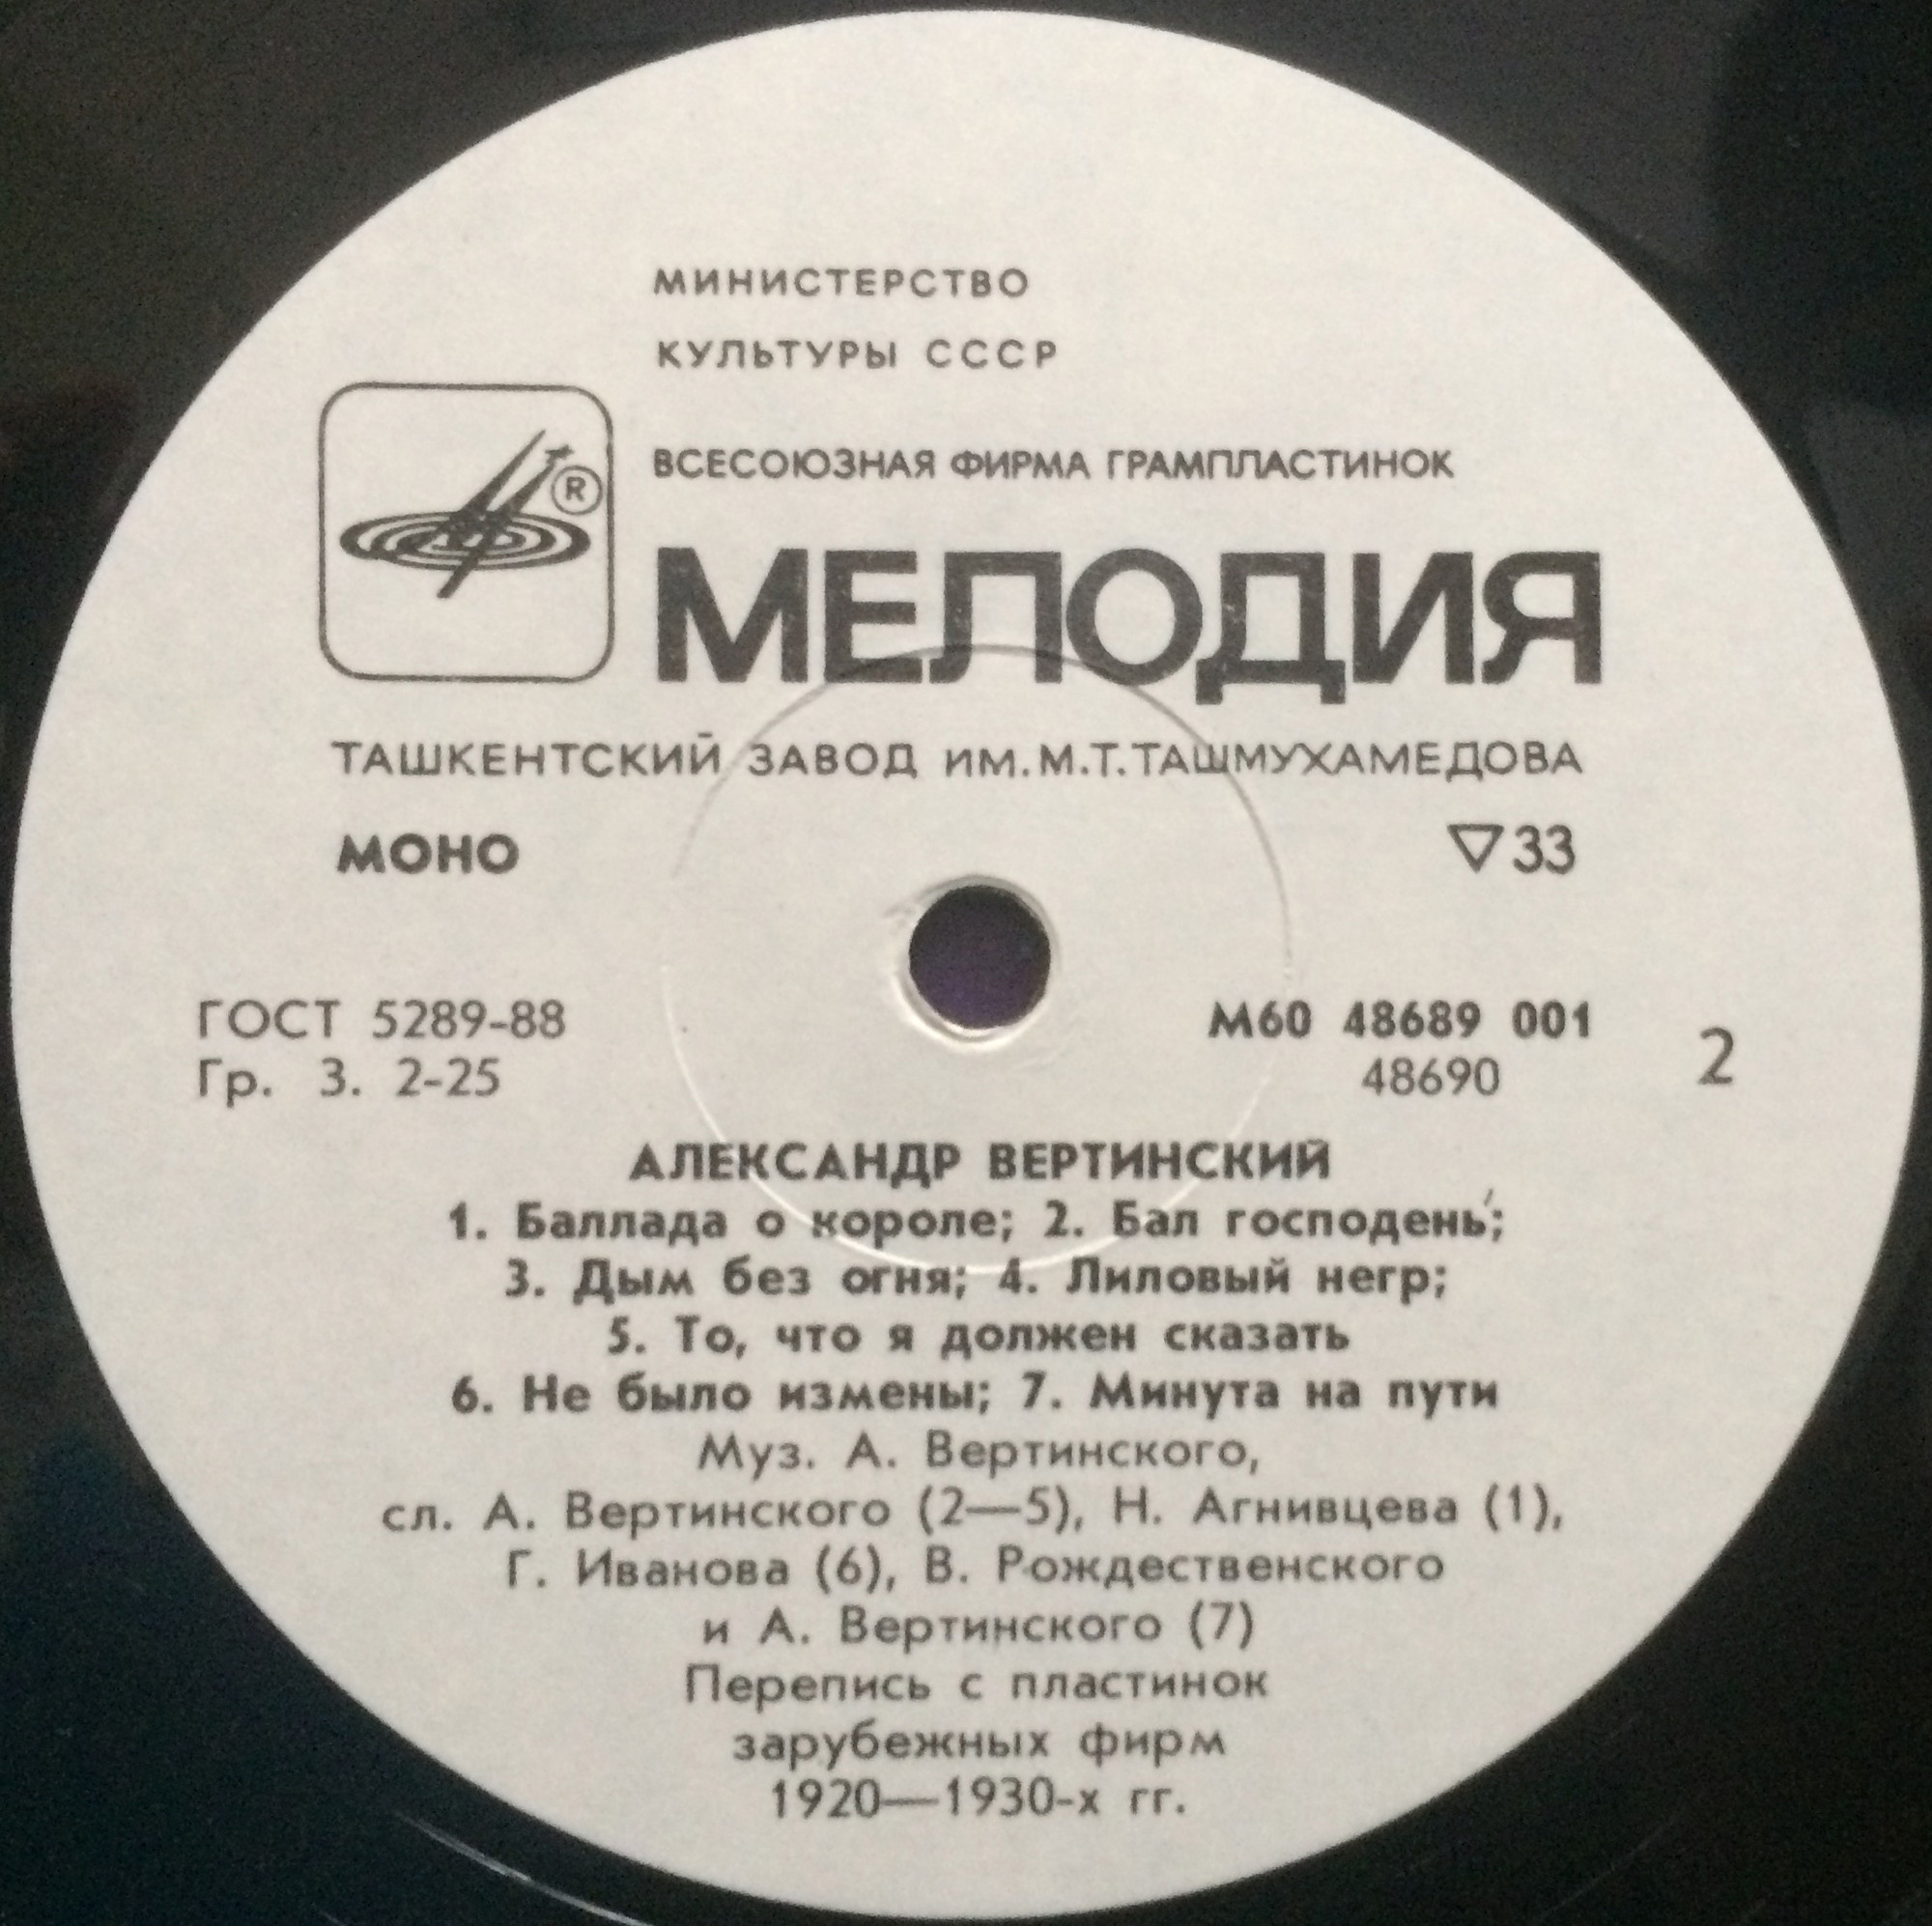 МИНИСТЕРСТВО
КУЛЬТУРЫ СССР
ВСЕСОЮЗНАЯ ФИРМА ГРАМПЛАСТИНОК
®
МЕЛОДИЯ
ТАШКЕНТСКИЙ ЗАВОД ИМ.М.Т.ТАШМУХАМЕДОВА
МОНО ▽33
ГОСТ 5289-88 М60 48689 001
Гр. 3. 2-25 48690 2
АЛЕКСАНДР ВЕРТИНСКИЙ
1. Баллада о короле; 2. Бал господень;
3. Дым без огня; 4. Лиловый негр;
5. То, что я должен сказать
6. Не было измены; 7. Минута на пути
Муз. А. Вертинского,
сл. А. Вертинского (2—5), Н. Агнивцева (1),
Г. Иванова (6), В. Рождественского
и А. Вертинского (7)
Перепись с пластинок
зарубежных фирм
1920—1930-х гг.